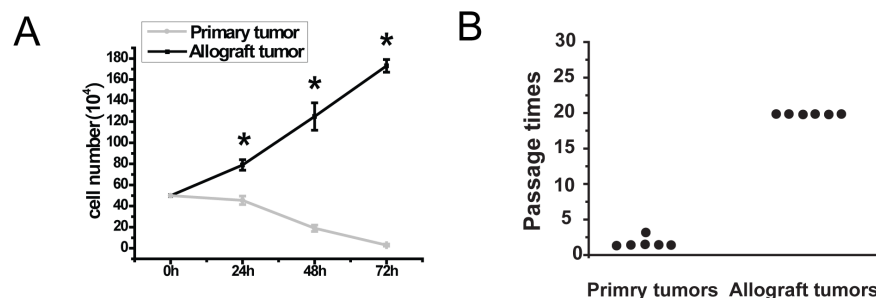 A
Primary tumor
Allograft tumor
cell number (10⁴)
180
160
140
120
100
80
60
40
20
0
*
*
*
0h
24h
48h
72h
B
Passage times
30
20
15
10
5
0
Primry tumors
Allograft tumors